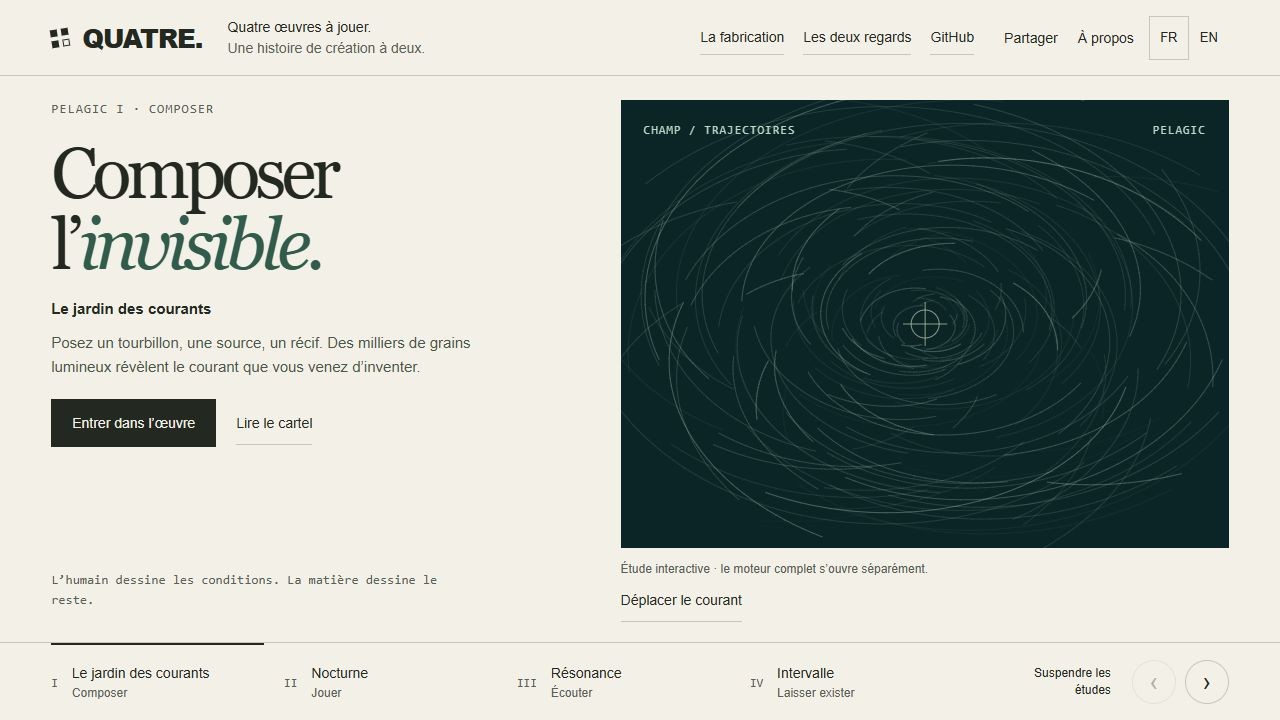 QUATRE.
Quatre œuvres à jouer.
Une histoire de création à deux.
La fabrication
Les deux regards
GitHub
Partager
À propos
FR
EN
PELAGIC I · COMPOSER
Composer
l’invisible.
Le jardin des courants
Posez un tourbillon, une source, un récif. Des milliers de grains
lumineux révèlent le courant que vous venez d’inventer.
Entrer dans l’œuvre
Lire le cartel
L’humain dessine les conditions. La matière dessine le
reste.
CHAMP / TRAJECTOIRES
PELAGIC
Étude interactive · le moteur complet s’ouvre séparément.
Déplacer le courant
I
Le jardin des courants
Composer
II
Nocturne
Jouer
III
Résonance
Écouter
IV
Intervalle
Laisser exister
Suspendre les
études